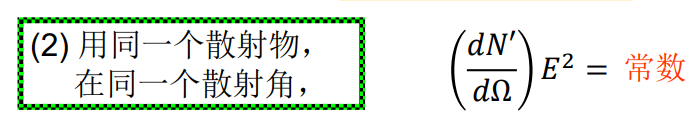 (2) 用同一个散射物，
在同一个散射角，
(dN′/dΩ) E² = 常数